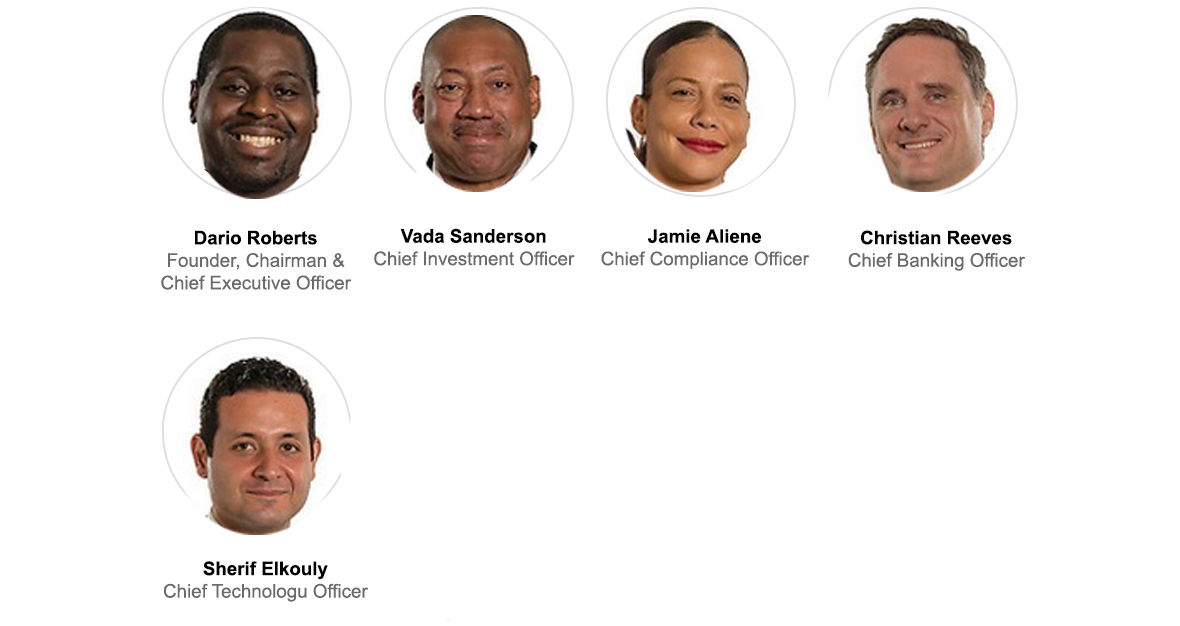 Dario Roberts
Founder, Chairman &
Chief Executive Officer
Vada Sanderson
Chief Investment Officer
Jamie Aliene
Chief Compliance Officer
Christian Reeves
Chief Banking Officer
Sherif Elkouly
Chief Technologu Officer